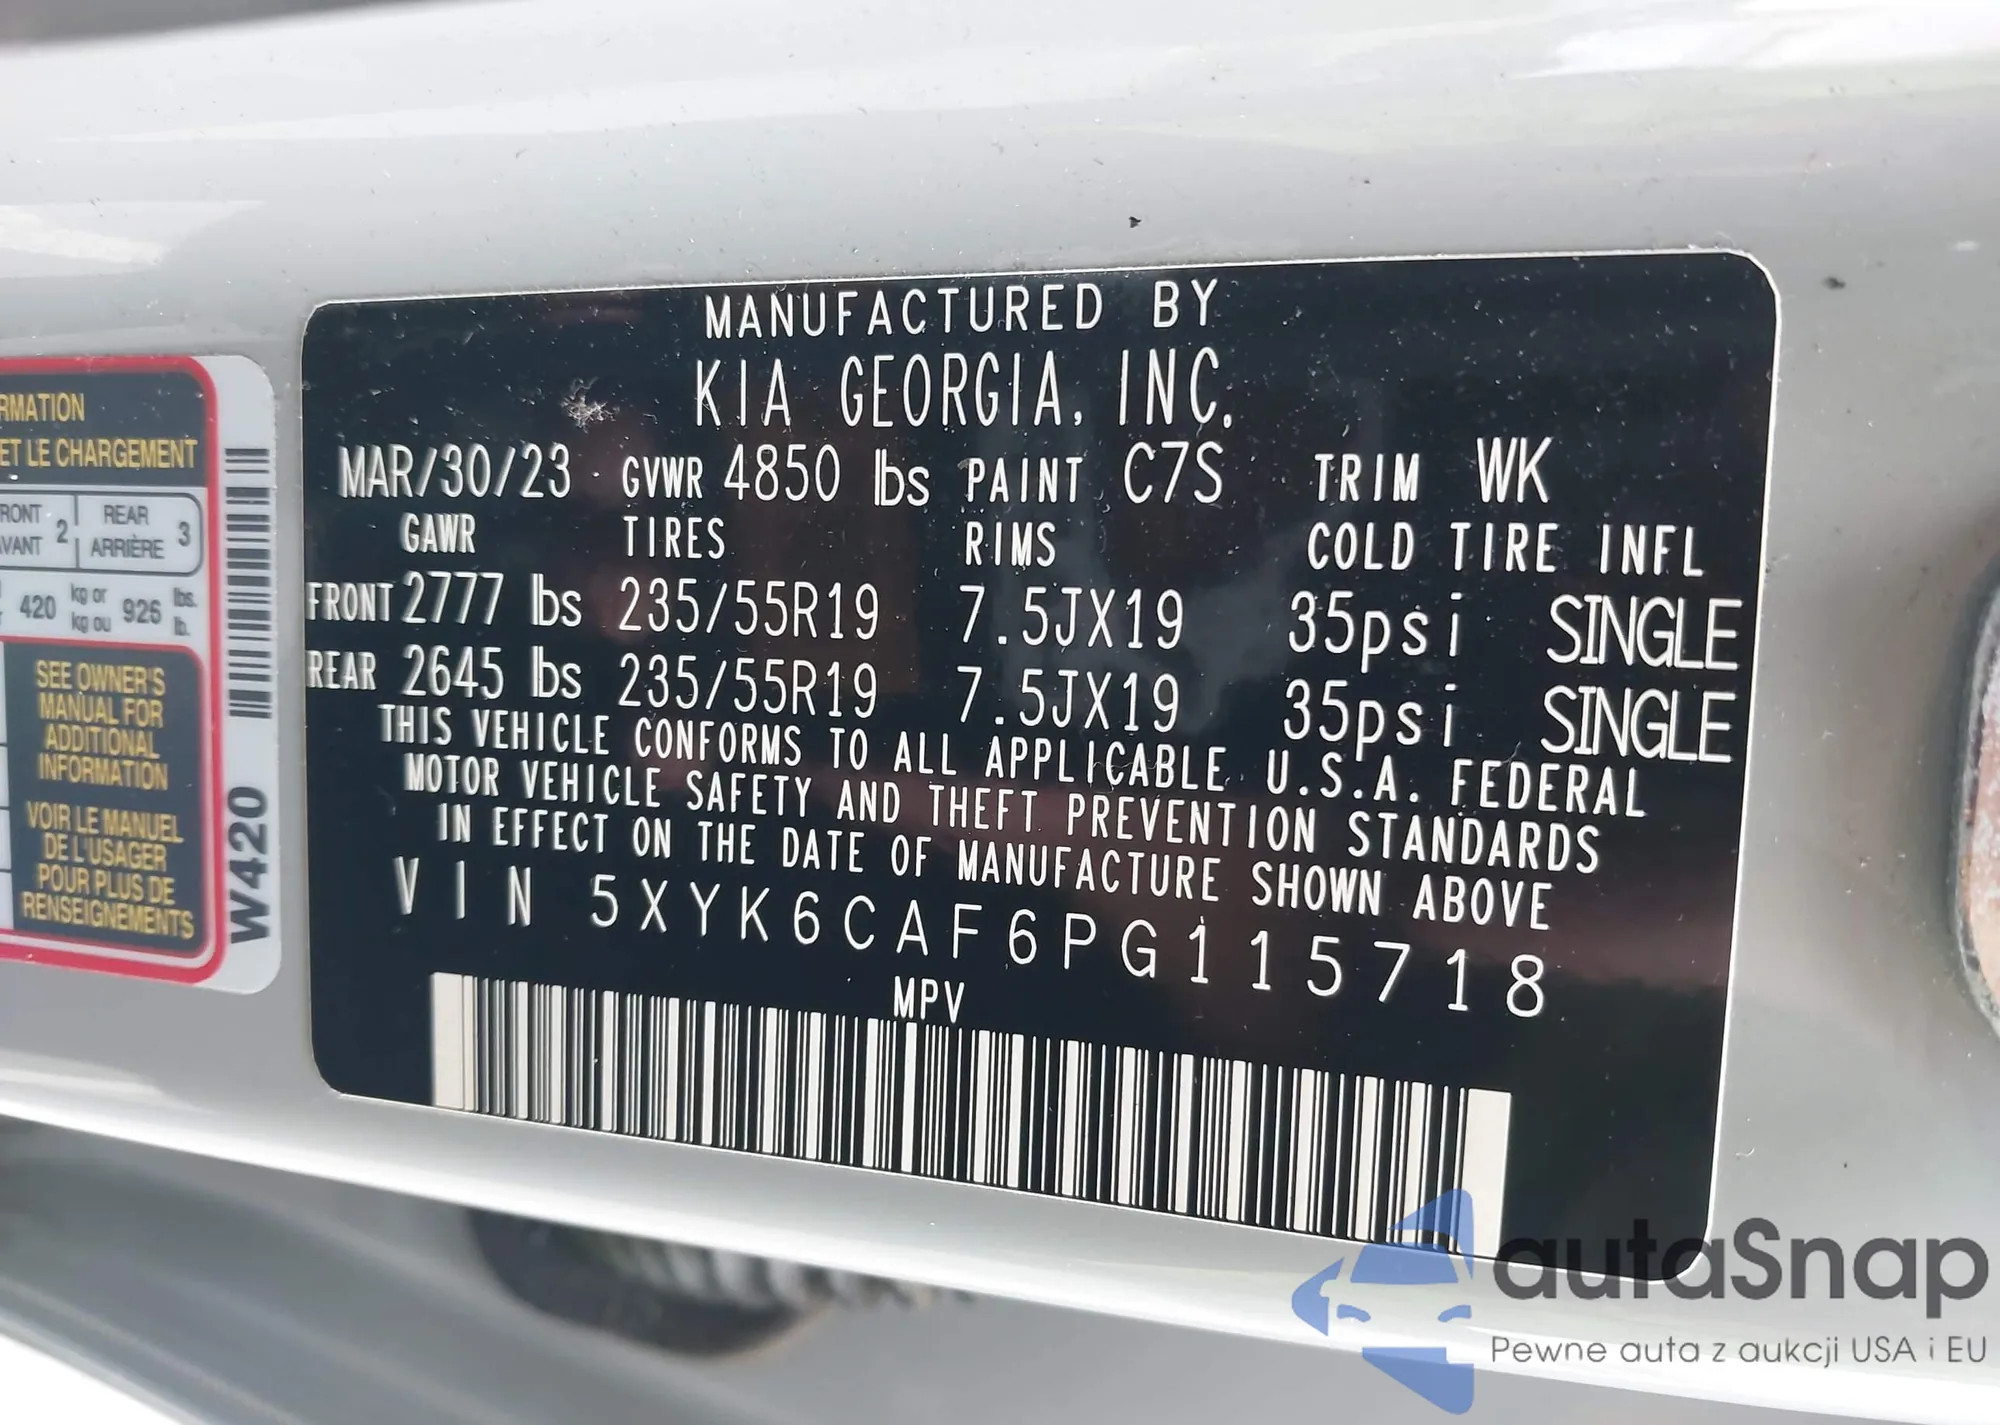 MANUFACTURED BY
KIA GEORGIA, INC.
MAR/30/23 GVWR 4850 lbs PAINT C7S TRIM WK
GAWR TIRES RIMS COLD TIRE INFL
FRONT 2777 lbs 235/55R19 7.5JX19 35psi SINGLE
REAR 2645 lbs 235/55R19 7.5JX19 35psi SINGLE
THIS VEHICLE CONFORMS TO ALL APPLICABLE U.S.A. FEDERAL
MOTOR VEHICLE SAFETY AND THEFT PREVENTION STANDARDS
IN EFFECT ON THE DATE OF MANUFACTURE SHOWN ABOVE
VIN 5XYK6CAF6PG115718
MPV
RMATION
ET LE CHARGEMENT
RONT 2 REAR 3
VANT ARRIÈRE
420 kg or 926 lbs.
kg ou lb.
SEE OWNER'S
MANUAL FOR
ADDITIONAL
INFORMATION
VOIR LE MANUEL
DE L'USAGER
POUR PLUS DE
RENSEIGNEMENTS
W420
autaSnap
Pewne auta z aukcji USA i EU